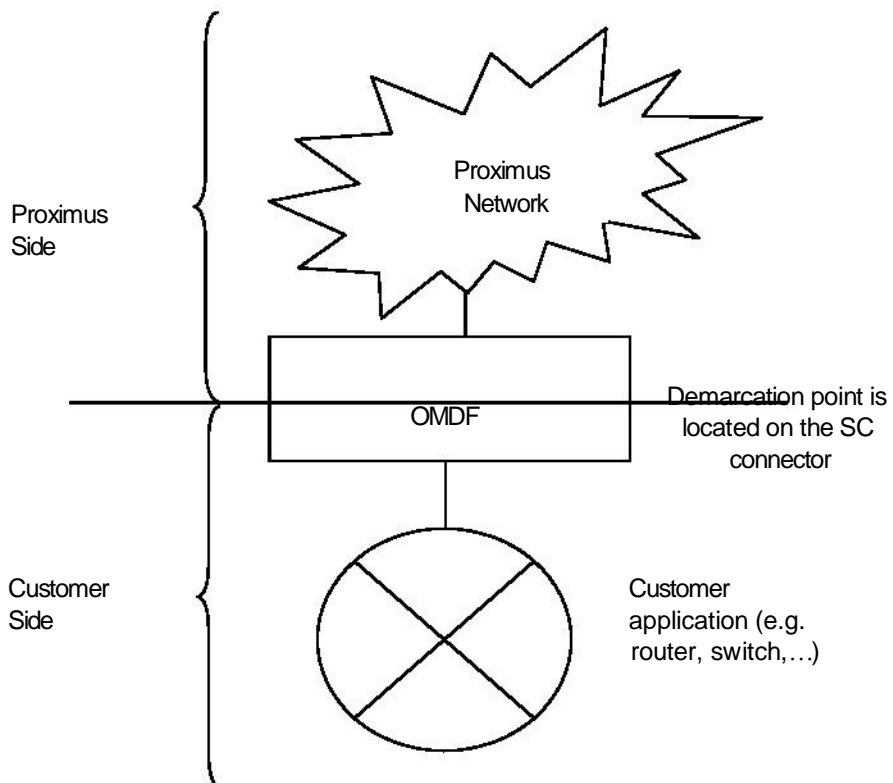 Proximus
Network
Proximus
Side
OMDF
Demarcation point is
located on the SC
connector
Customer
Side
Customer
application (e.g.
router, switch,…)